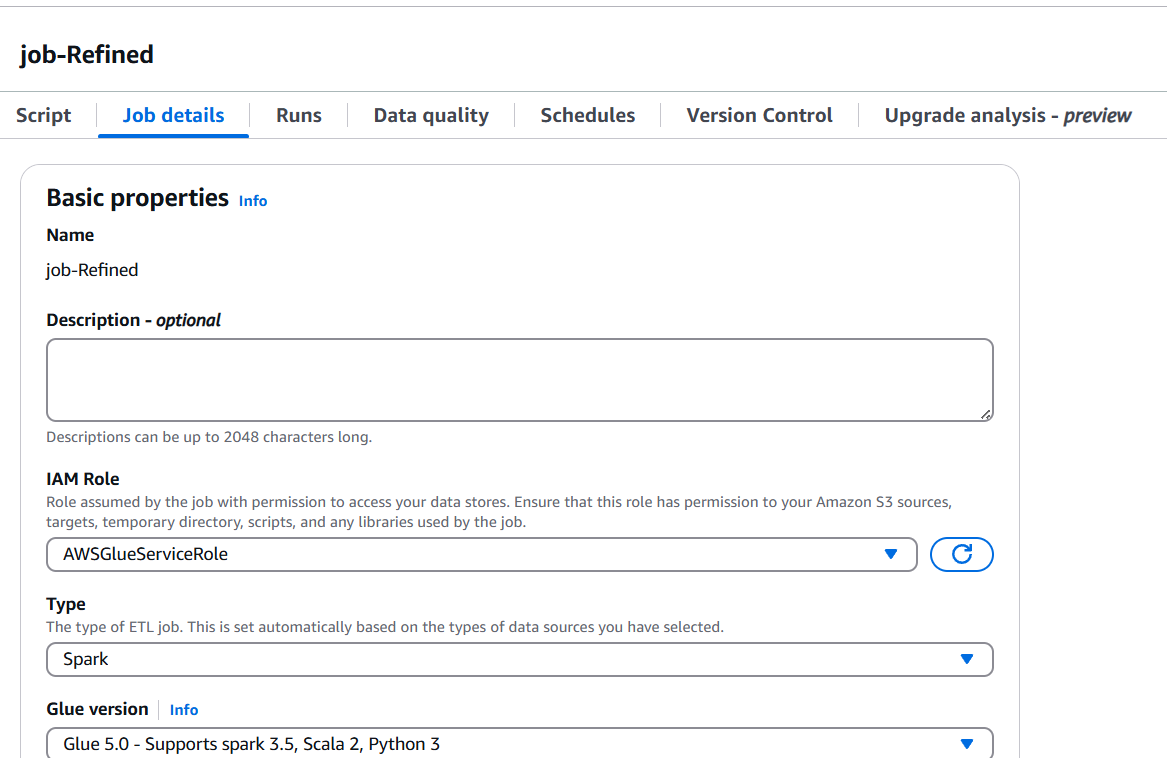 job-Refined
Script Job details Runs Data quality Schedules Version Control Upgrade analysis - preview
Basic properties Info
Name
job-Refined
Description - optional
Descriptions can be up to 2048 characters long.
IAM Role
Role assumed by the job with permission to access your data stores. Ensure that this role has permission to your Amazon S3 sources,
targets, temporary directory, scripts, and any libraries used by the job.
AWSGlueServiceRole
Type
The type of ETL job. This is set automatically based on the types of data sources you have selected.
Spark
Glue version Info
Glue 5.0 - Supports spark 3.5, Scala 2, Python 3